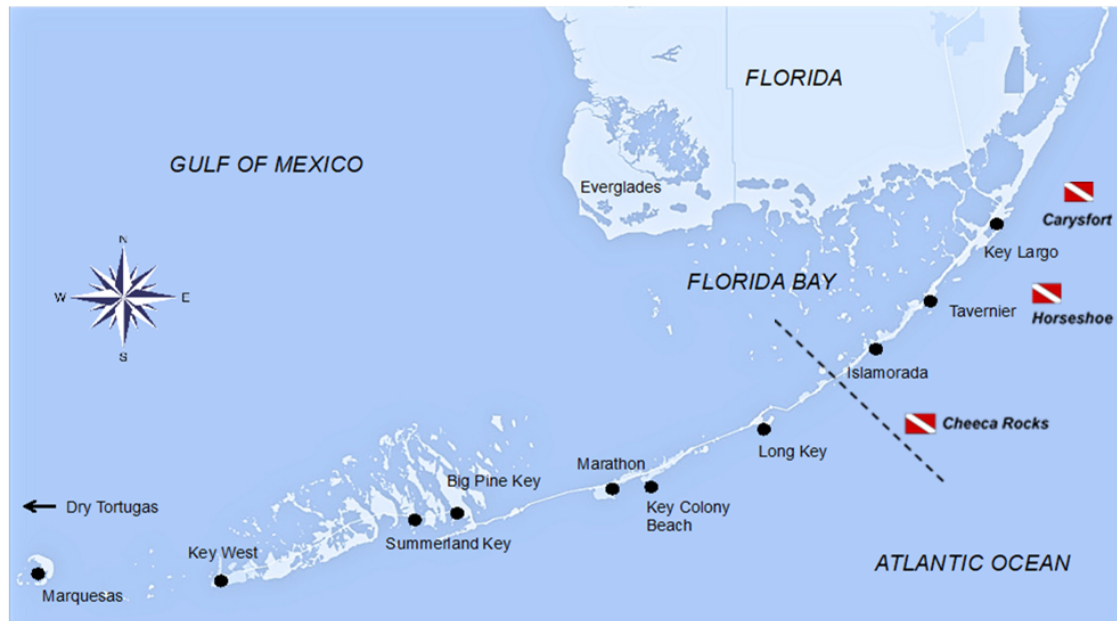 FLORIDA
GULF OF MEXICO
Everglades
Carysfort
Key Largo
N
W
E
S
FLORIDA BAY
Tavernier
Horseshoe
Islamorada
Cheeca Rocks
Long Key
Marathon
Big Pine Key
Key Colony
Beach
Dry Tortugas
Summerland Key
Key West
ATLANTIC OCEAN
Marquesas